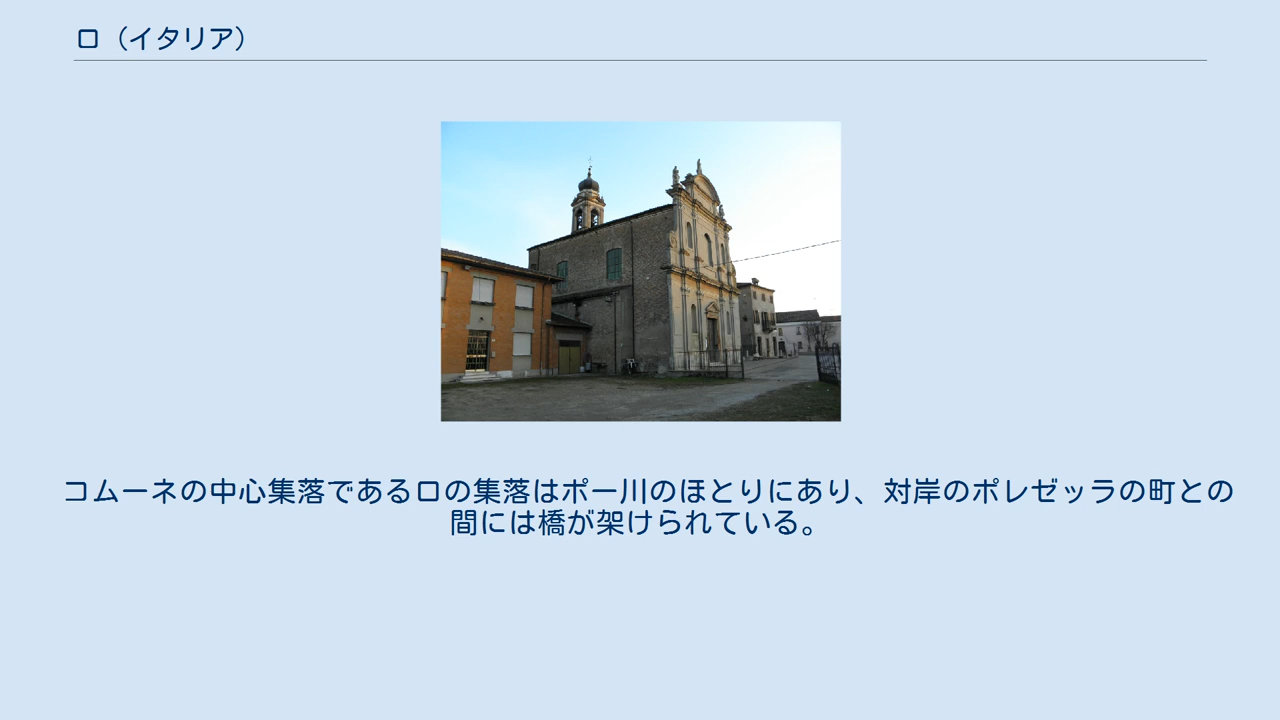 ロ（イタリア）
コムーネの中心集落であるロの集落はポー川のほとりにあり、対岸のポレゼッラの町との
間には橋が架けられている。